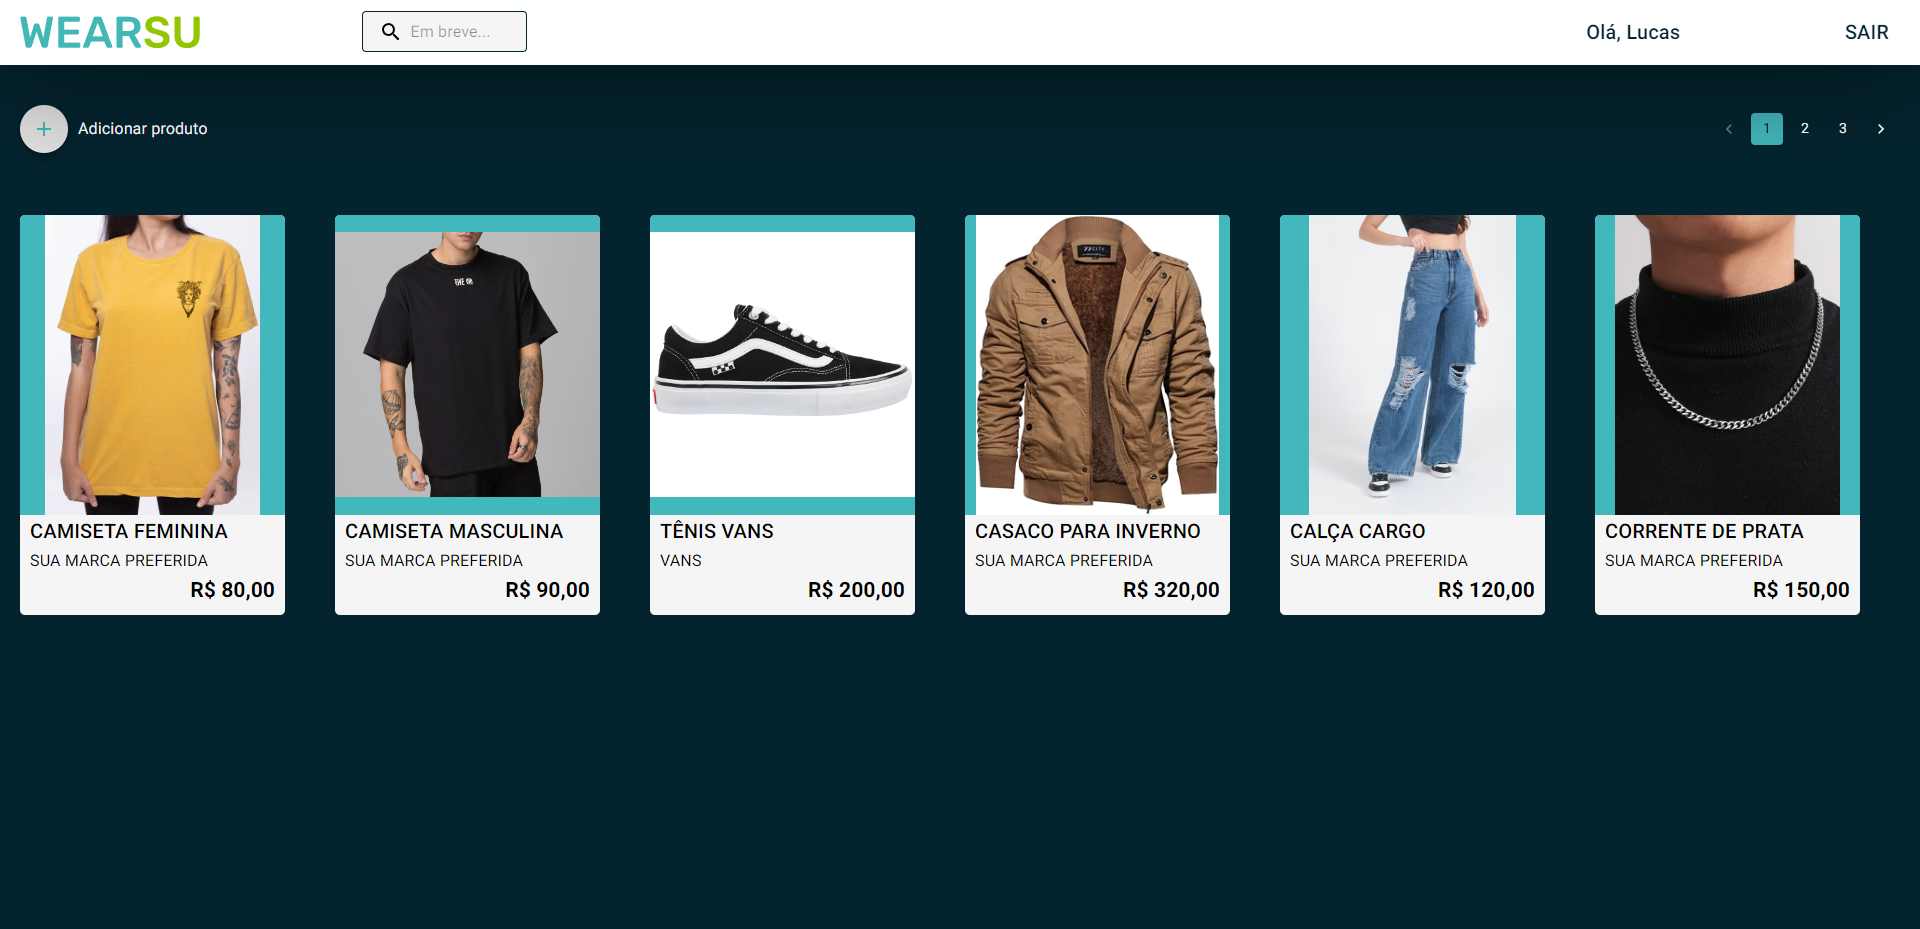 WEARSU
Em breve...
Olá, Lucas
SAIR
Adicionar produto
1 2 3
CAMISETA FEMININA
SUA MARCA PREFERIDA
R$ 80,00
CAMISETA MASCULINA
SUA MARCA PREFERIDA
R$ 90,00
TÊNIS VANS
VANS
R$ 200,00
CASACO PARA INVERNO
SUA MARCA PREFERIDA
R$ 320,00
CALÇA CARGO
SUA MARCA PREFERIDA
R$ 120,00
CORRENTE DE PRATA
SUA MARCA PREFERIDA
R$ 150,00